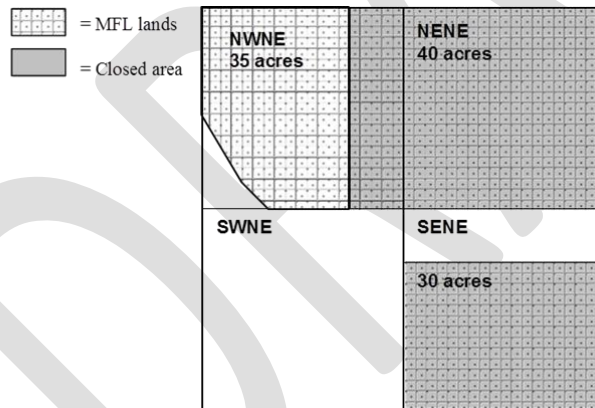 = MFL lands
= Closed area
NWNE
35 acres
NENE
40 acres
SWNE
SENE
30 acres